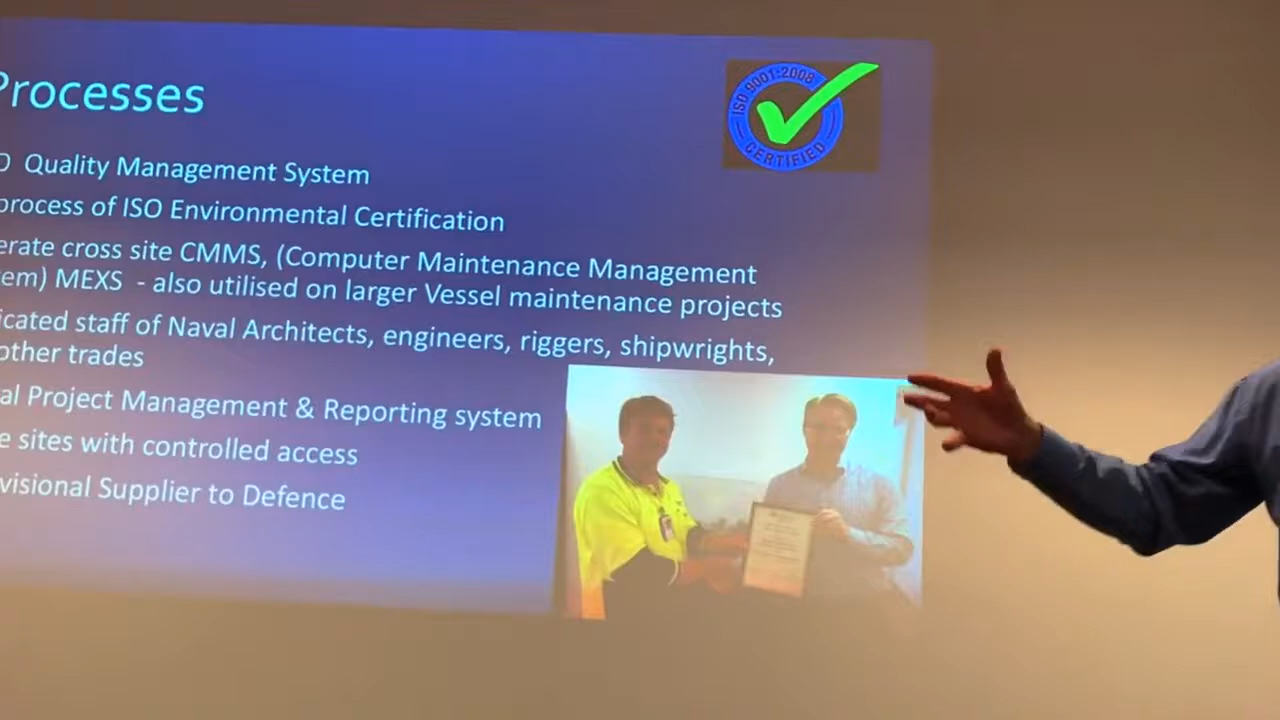 Processes
ISO 9001:2008
CERTIFIED
O Quality Management System
process of ISO Environmental Certification
erate cross site CMMS, (Computer Maintenance Management
em) MEXS - also utilised on larger Vessel maintenance projects
icated staff of Naval Architects, engineers, riggers, shipwrights,
other trades
al Project Management & Reporting system
e sites with controlled access
visional Supplier to Defence